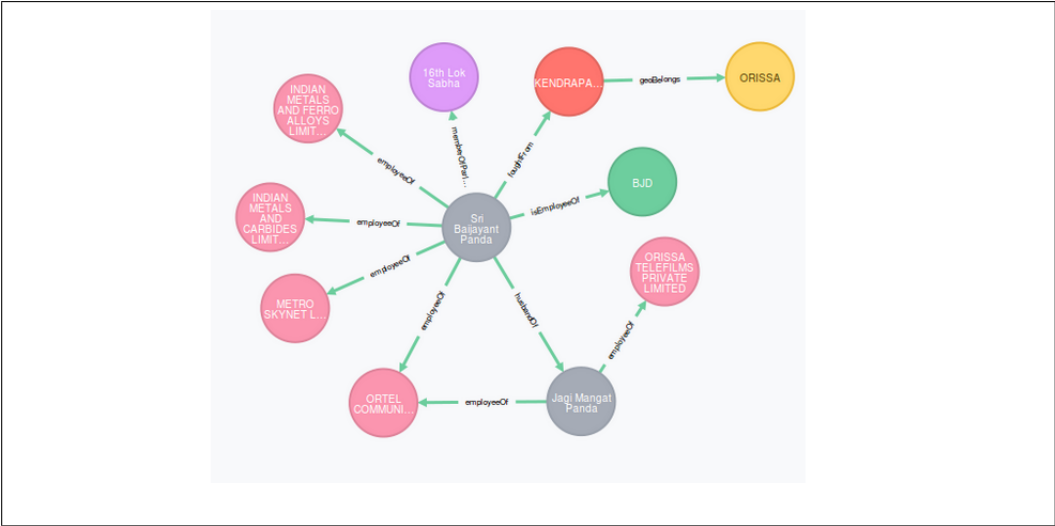 16th Lok
Sabha
KENDRAPA...
geoBelongs
ORISSA
INDIAN
METALS
AND FERRO
ALLOYS
LIMIT...
employeeOf
memberOfParl...
foughtFrom
BJD
isEmployeeOf
INDIAN
METALS
AND
CARBIDES
LIMIT...
employeeOf
Sri
Baijayant
Panda
ORISSA
TELEFILMS
PRIVATE
LIMITED
employeeOf
METRO
SKYNET L...
employeeOf
husbandOf
employeeOf
ORTEL
COMMUNI...
employeeOf
Jagi Mangat
Panda